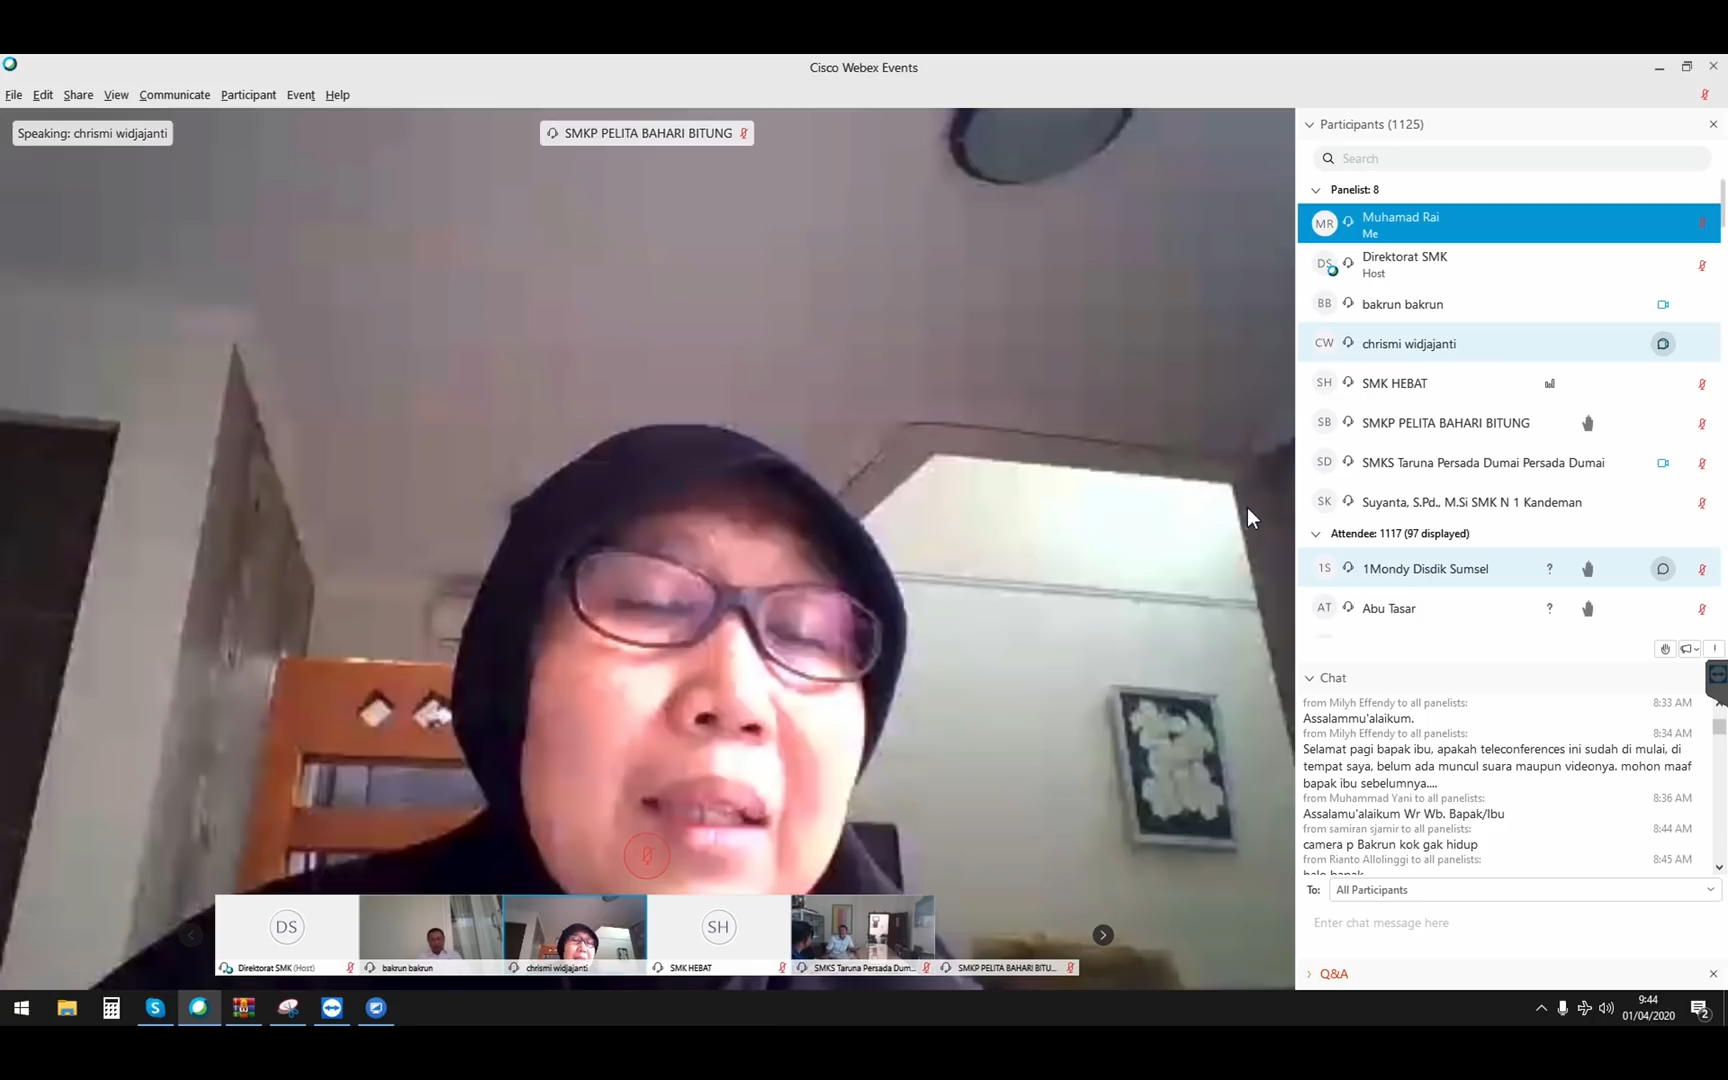 Cisco Webex Events
File Edit Share View Communicate Participant Event Help
Speaking: chrismi widjajanti
SMKP PELITA BAHARI BITUNG
Participants (1125)
Search
Panelist: 8
MR Muhamad Rai
Me
DS Direktorat SMK
Host
BB bakrun bakrun
CW chrismi widjajanti
SH SMK HEBAT
SB SMKP PELITA BAHARI BITUNG
SD SMKS Taruna Persada Dumai Persada Dumai
SK Suyanta, S.Pd., M.Si SMK N 1 Kandeman
Attendee: 1117 (97 displayed)
1S 1Mondy Disdik Sumsel ?
AT Abu Tasar ?
Chat
from Milyh Effendy to all panelists: 8:33 AM
Assalammu'alaikum.
from Milyh Effendy to all panelists: 8:34 AM
Selamat pagi bapak ibu, apakah teleconferences ini sudah di mulai, di
tempat saya, belum ada muncul suara maupun videonya. mohon maaf
bapak ibu sebelumnya....
from Muhammad Yani to all panelists: 8:36 AM
Assalamu'alaikum Wr Wb. Bapak/Ibu
from samiran sjamir to all panelists: 8:44 AM
camera p Bakrun kok gak hidup
from Rianto Allolinggi to all panelists: 8:45 AM
halo bapak
To: All Participants
Enter chat message here
Q&A
DS
SH
Direktorat SMK (Host)
bakrun bakrun
chrismi widjajanti
SMK HEBAT
SMKS Taruna Persada Dum...
SMKP PELITA BAHARI BITU...
9:44
01/04/2020
2